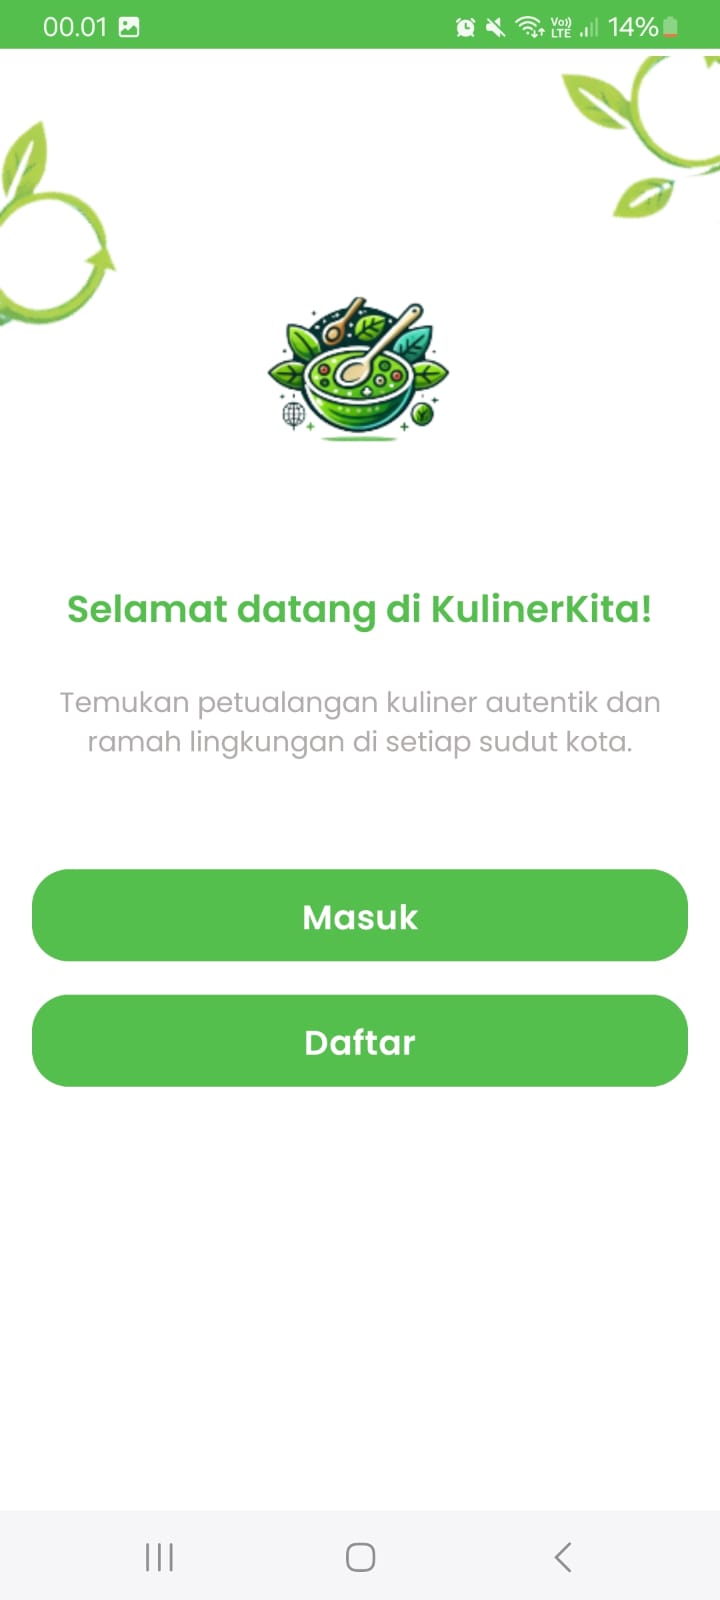 00.01
Vo))
LTE
14%
Selamat datang di KulinerKita!
Temukan petualangan kuliner autentik dan
ramah lingkungan di setiap sudut kota.
Masuk
Daftar